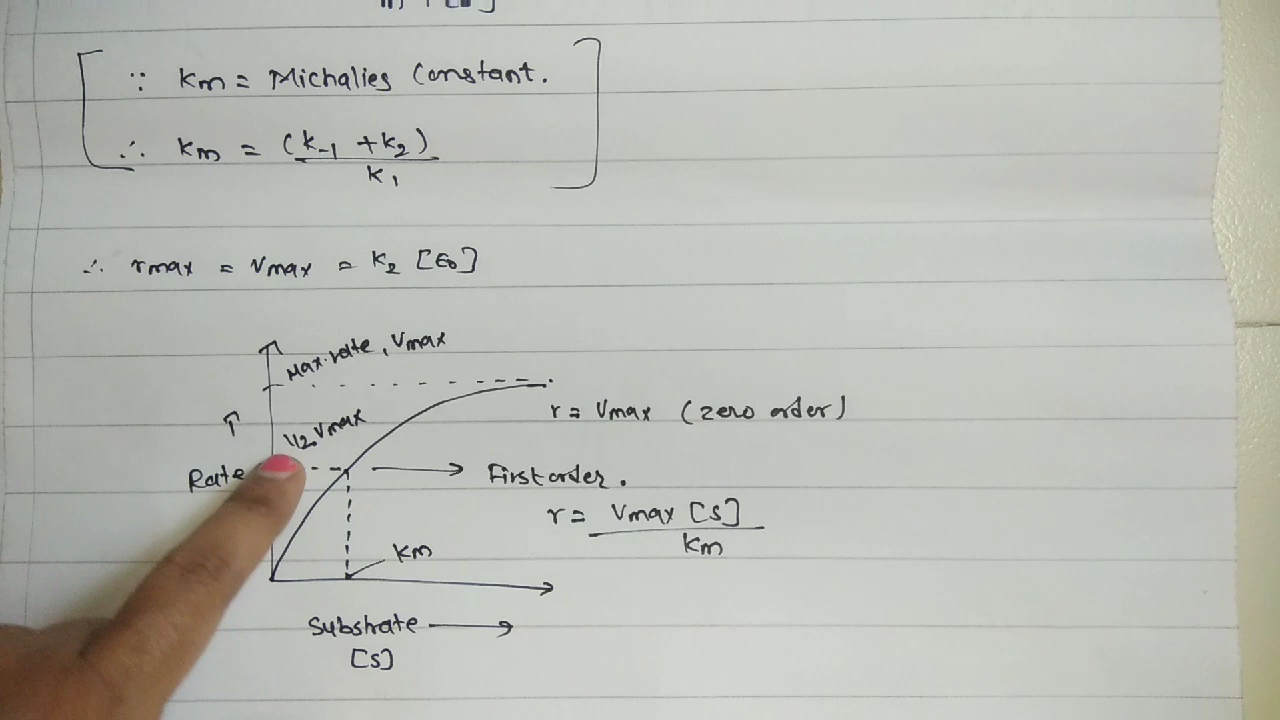 ∵ Km = Michalies Constant.
∴ Km = (k-1 + k2) / k1
∴ rmax = Vmax = K2 [E0]
Max. rate, Vmax
r = Vmax (zero order)
1/2 Vmax
Rate →
First order.
r = Vmax [S] / Km
Km
Substrate →
[S]